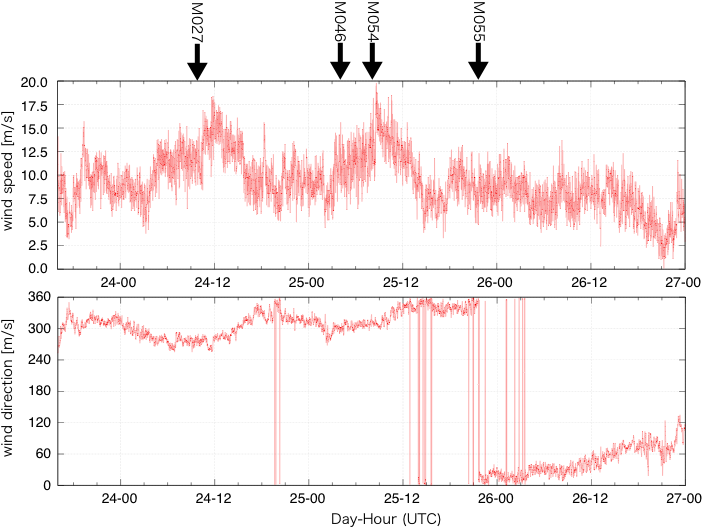 M027
M046
M054
M055
20.0
17.5
15.0
12.5
10.0
7.5
5.0
2.5
0.0
wind speed [m/s]
24-00 24-12 25-00 25-12 26-00 26-12 27-00
360
300
240
180
120
60
0
wind direction [m/s]
24-00 24-12 25-00 25-12 26-00 26-12 27-00
Day-Hour (UTC)